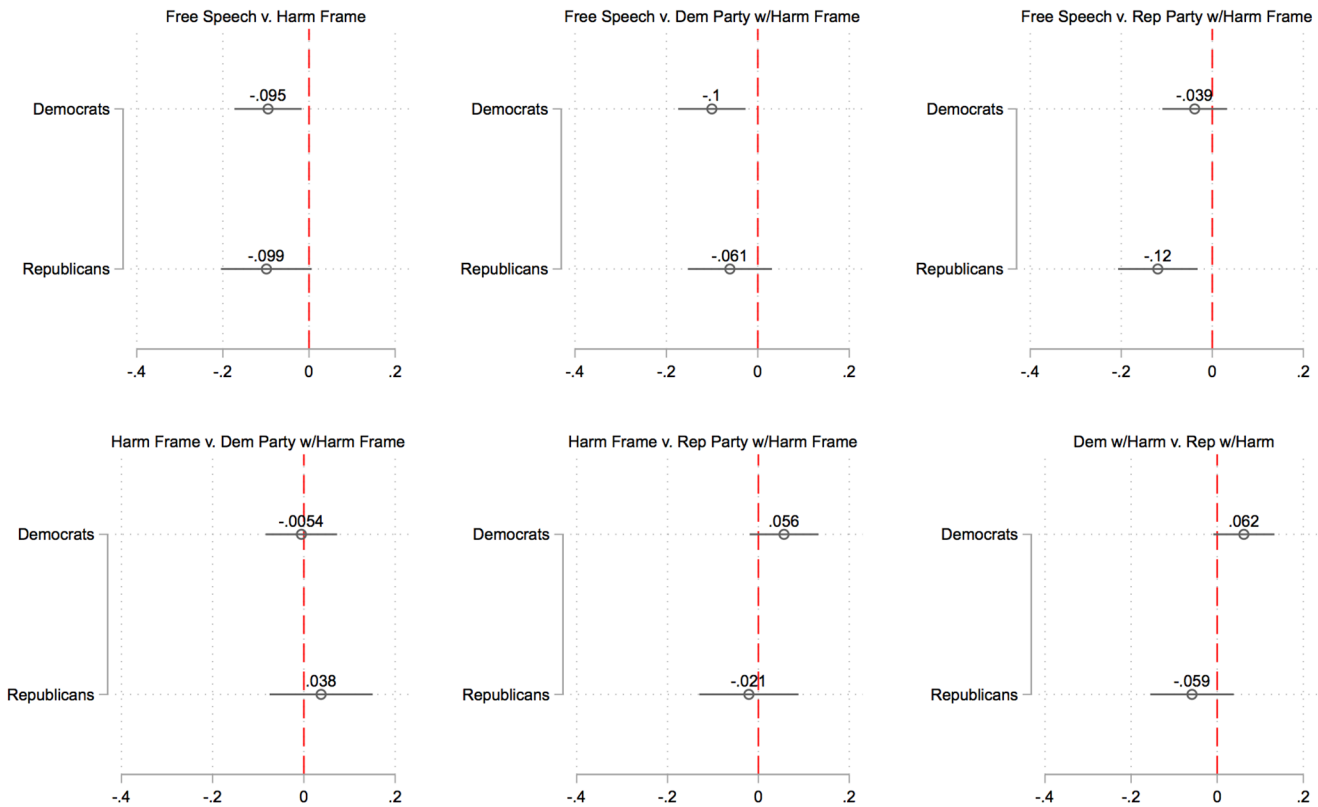 Free Speech v. Harm Frame
Democrats
-.095
Republicans
-.099
-.4 -.2 0 .2
Free Speech v. Dem Party w/Harm Frame
Democrats
-.1
Republicans
-.061
-.4 -.2 0 .2
Free Speech v. Rep Party w/Harm Frame
Democrats
-.039
Republicans
-.12
-.4 -.2 0 .2
Harm Frame v. Dem Party w/Harm Frame
Democrats
-.0054
Republicans
.038
-.4 -.2 0 .2
Harm Frame v. Rep Party w/Harm Frame
Democrats
.056
Republicans
-.021
-.4 -.2 0 .2
Dem w/Harm v. Rep w/Harm
Democrats
.062
Republicans
-.059
-.4 -.2 0 .2